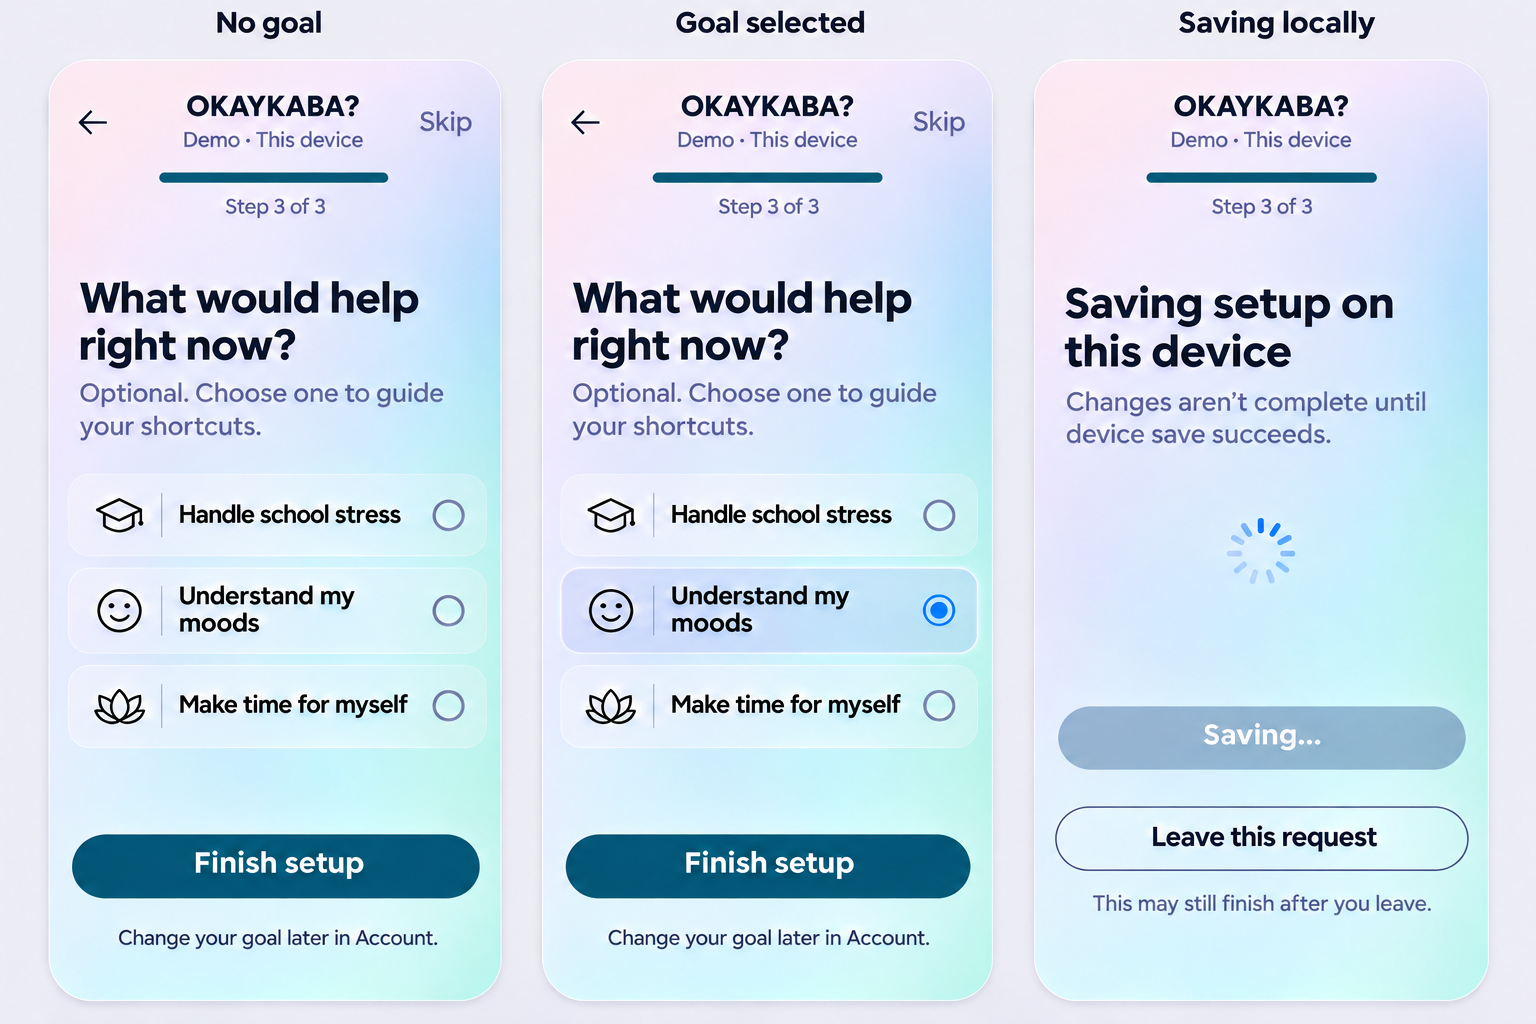 No goal
OKAYKABA?
Skip
Demo • This device
Step 3 of 3
What would help
right now?
Optional. Choose one to guide
your shortcuts.
Handle school stress
Understand my
moods
Make time for myself
Finish setup
Change your goal later in Account.
Goal selected
OKAYKABA?
Skip
Demo • This device
Step 3 of 3
What would help
right now?
Optional. Choose one to guide
your shortcuts.
Handle school stress
Understand my
moods
Make time for myself
Finish setup
Change your goal later in Account.
Saving locally
OKAYKABA?
Demo • This device
Step 3 of 3
Saving setup on
this device
Changes aren’t complete until
device save succeeds.
Saving...
Leave this request
This may still finish after you leave.